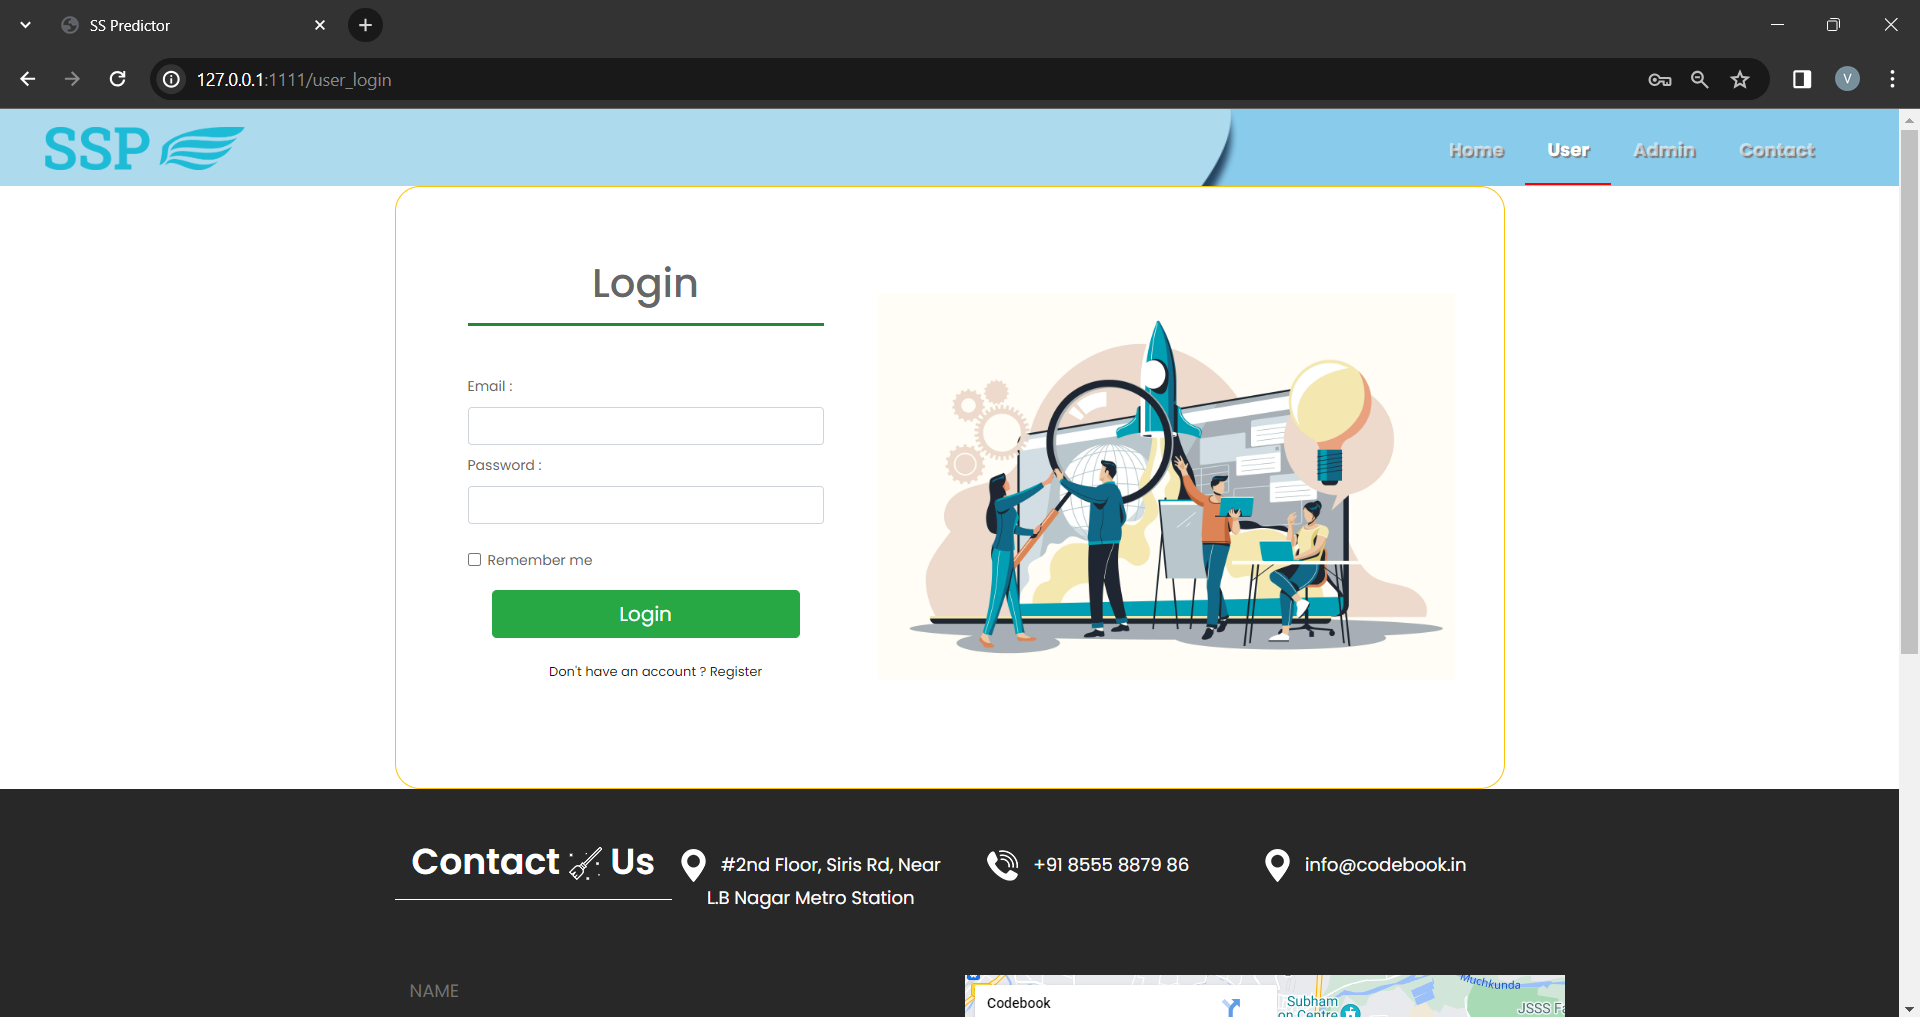 SS Predictor
127.0.0.1:1111/user_login
V
SSP
Home
User
Admin
Contact
Login
Email :
Password :
Remember me
Login
Don't have an account ? Register
Contact Us
#2nd Floor, Siris Rd, Near
L.B Nagar Metro Station
+91 8555 8879 86
info@codebook.in
NAME
Codebook
Muchkunda
Subham
on Centre
JSSS